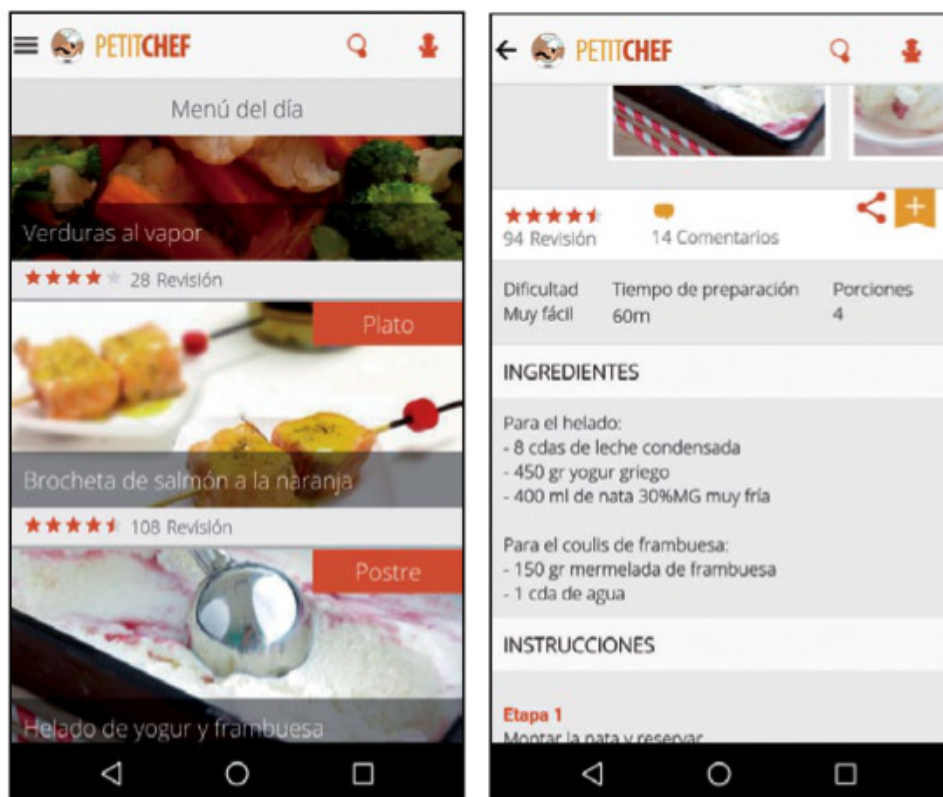 PETITCHEF
Menú del día
Verduras al vapor
28 Revisión
Plato
Brocheta de salmón a la naranja
108 Revisión
Postre
Helado de yogur y frambuesa
PETITCHEF
94 Revisión
14 Comentarios
Dificultad Tiempo de preparación Porciones
Muy fácil 60m 4
INGREDIENTES
Para el helado:
- 8 cdas de leche condensada
- 450 gr yogur griego
- 400 ml de nata 30%MG muy fría
Para el coulis de frambuesa:
- 150 gr mermelada de frambuesa
- 1 cda de agua
INSTRUCCIONES
Etapa 1
Montar la nata y reservar